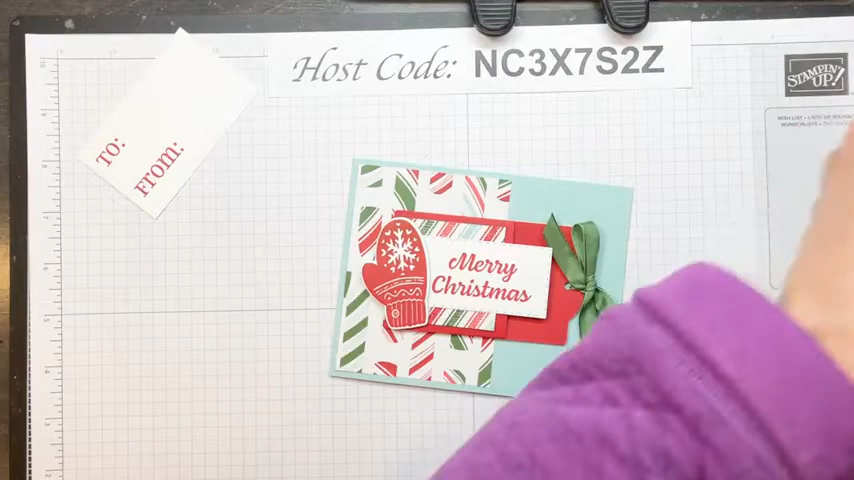 Host Code: NC3X7S2Z
STAMPIN' UP!
TO:
From:
Merry
Christmas